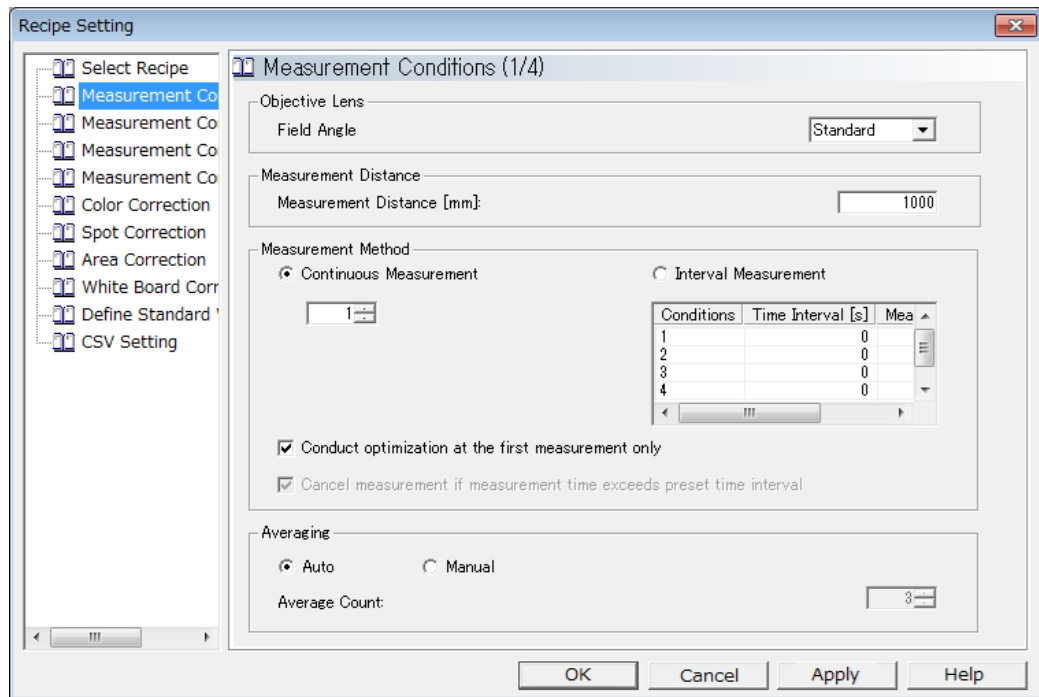 Recipe Setting
Select Recipe
Measurement Co
Measurement Co
Measurement Co
Measurement Co
Color Correction
Spot Correction
Area Correction
White Board Corr
Define Standard
CSV Setting
Measurement Conditions (1/4)
Objective Lens
Field Angle
Standard
Measurement Distance
Measurement Distance [mm]:
1000
Measurement Method
Continuous Measurement
Interval Measurement
1
Conditions Time Interval [s] Mea
1 0
2 0
3 0
4 0
Conduct optimization at the first measurement only
Cancel measurement if measurement time exceeds preset time interval
Averaging
Auto Manual
Average Count:
3
OK Cancel Apply Help